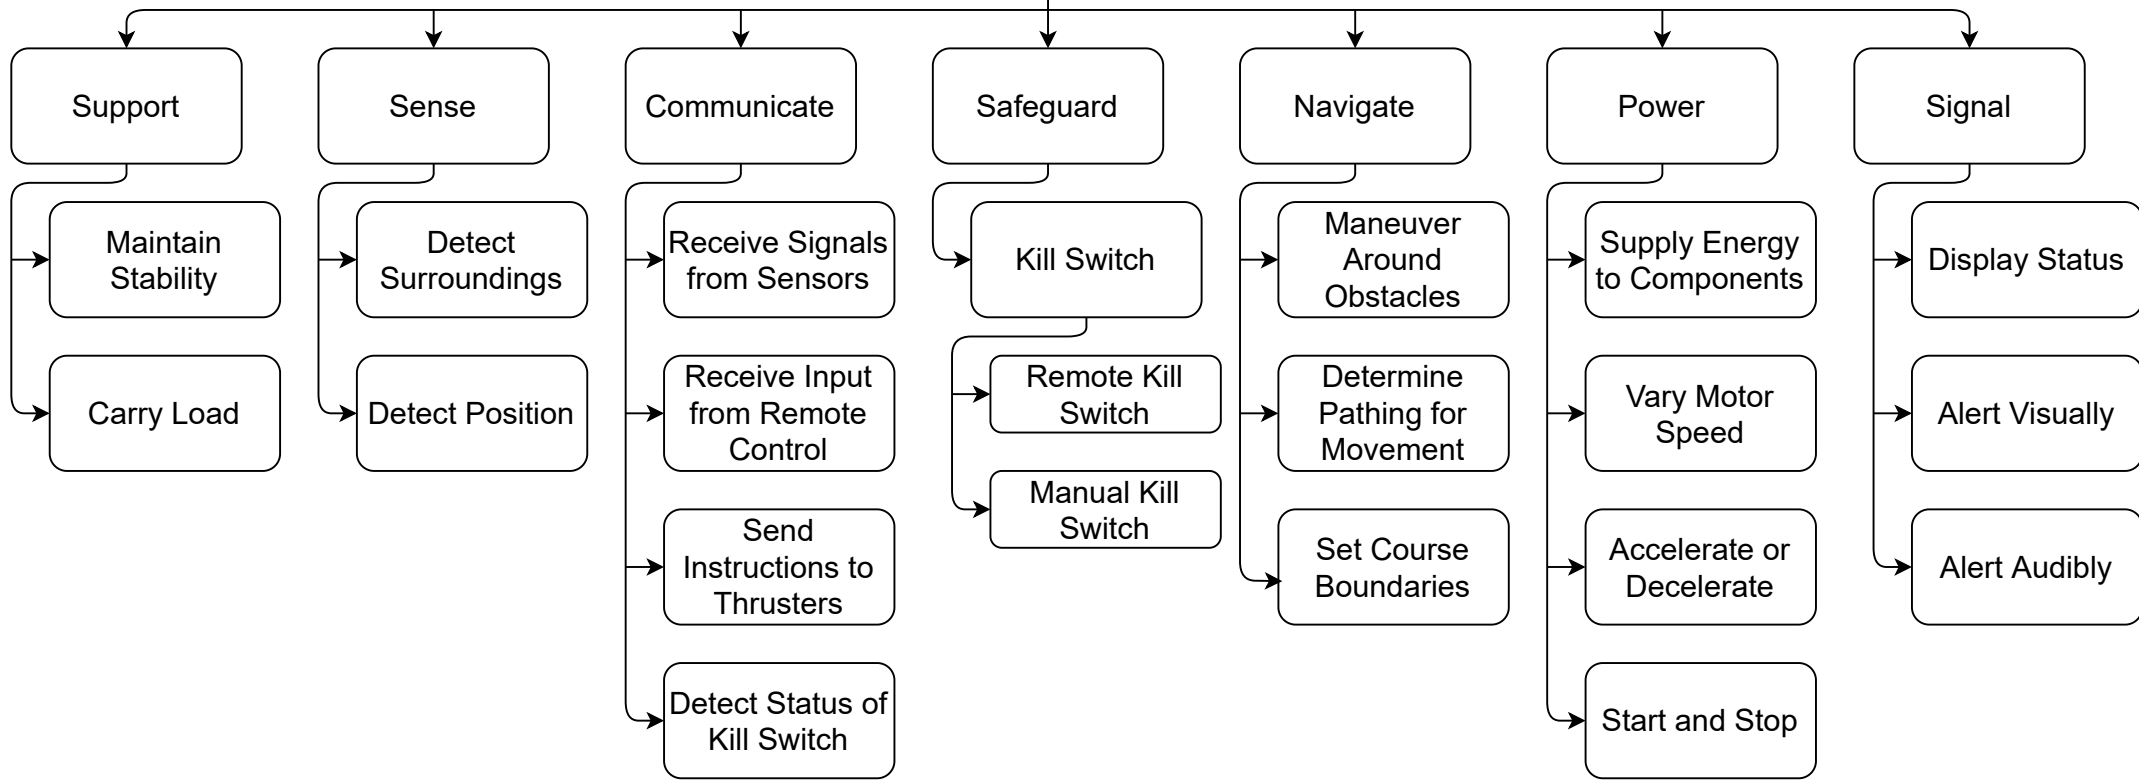 Support
Sense
Communicate
Safeguard
Navigate
Power
Signal
Maintain
Stability
Carry Load
Detect
Surroundings
Detect Position
Receive Signals
from Sensors
Receive Input
from Remote
Control
Send
Instructions to
Thrusters
Detect Status of
Kill Switch
Kill Switch
Remote Kill
Switch
Manual Kill
Switch
Maneuver
Around
Obstacles
Determine
Pathing for
Movement
Set Course
Boundaries
Supply Energy
to Components
Vary Motor
Speed
Accelerate or
Decelerate
Start and Stop
Display Status
Alert Visually
Alert Audibly